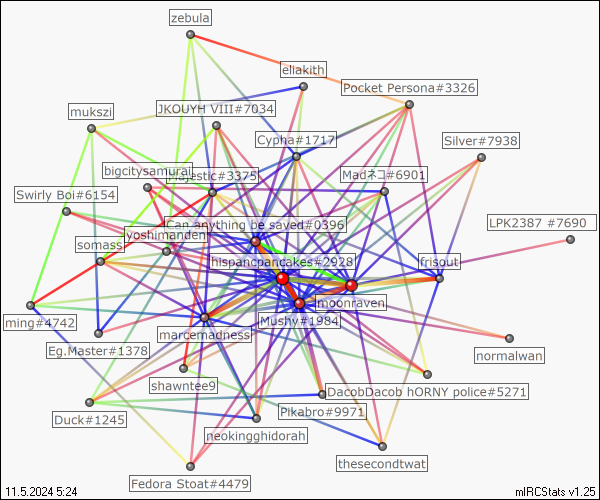 zebula
eliakith
Pocket Persona#3326
JKOUYH VIII#7034
mukszi
Cypha#1717
Silver#7938
bigcitysamurai
Majestic#3375
Madネコ#6901
Swirly Boi#6154
Can anything be saved#0396
LPK2387 #7690
yoshimanden
somass
hispanicpancakes#2928
frisout
moonraven
ming#4742
Mushy#1984
marcemadness
Eg.Master#1378
normalwan
shawntee9
DacobDacob hORNY police#5271
Pikabro#9971
Duck#1245
neokingghidorah
thesecondtwat
Fedora Stoat#4479
11.5.2024 5:24
mIRCStats v1.25